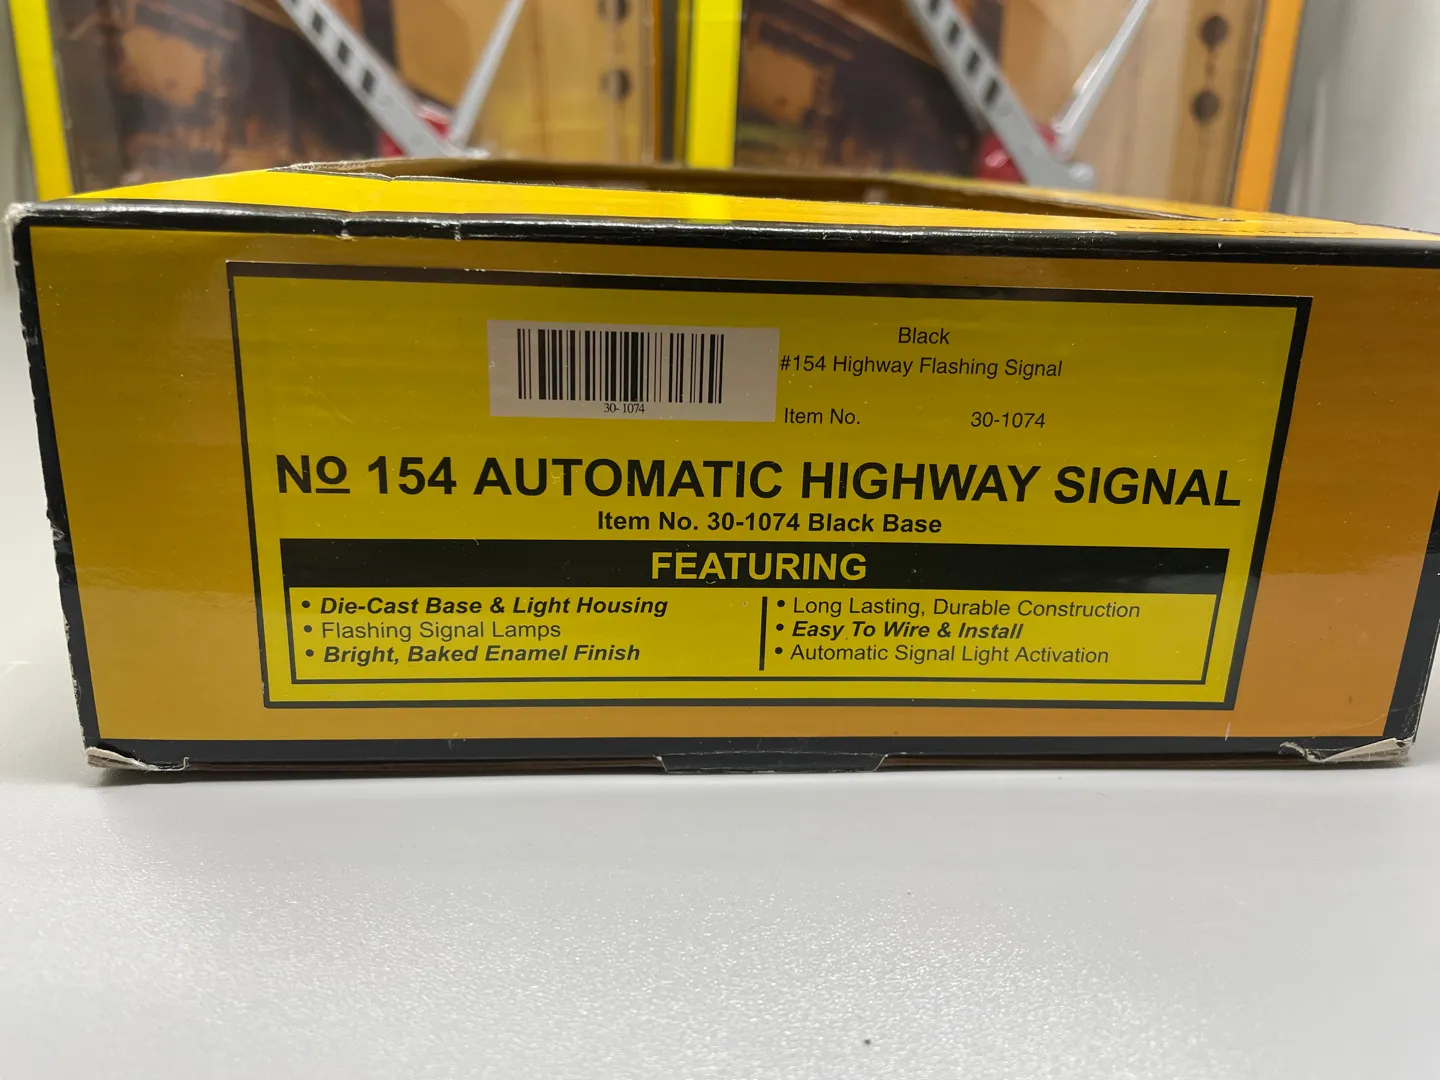 30-1074
Black
#154 Highway Flashing Signal
Item No. 30-1074
Nº 154 AUTOMATIC HIGHWAY SIGNAL
Item No. 30-1074 Black Base
FEATURING
• Die-Cast Base & Light Housing
• Flashing Signal Lamps
• Bright, Baked Enamel Finish
• Long Lasting, Durable Construction
• Easy To Wire & Install
• Automatic Signal Light Activation